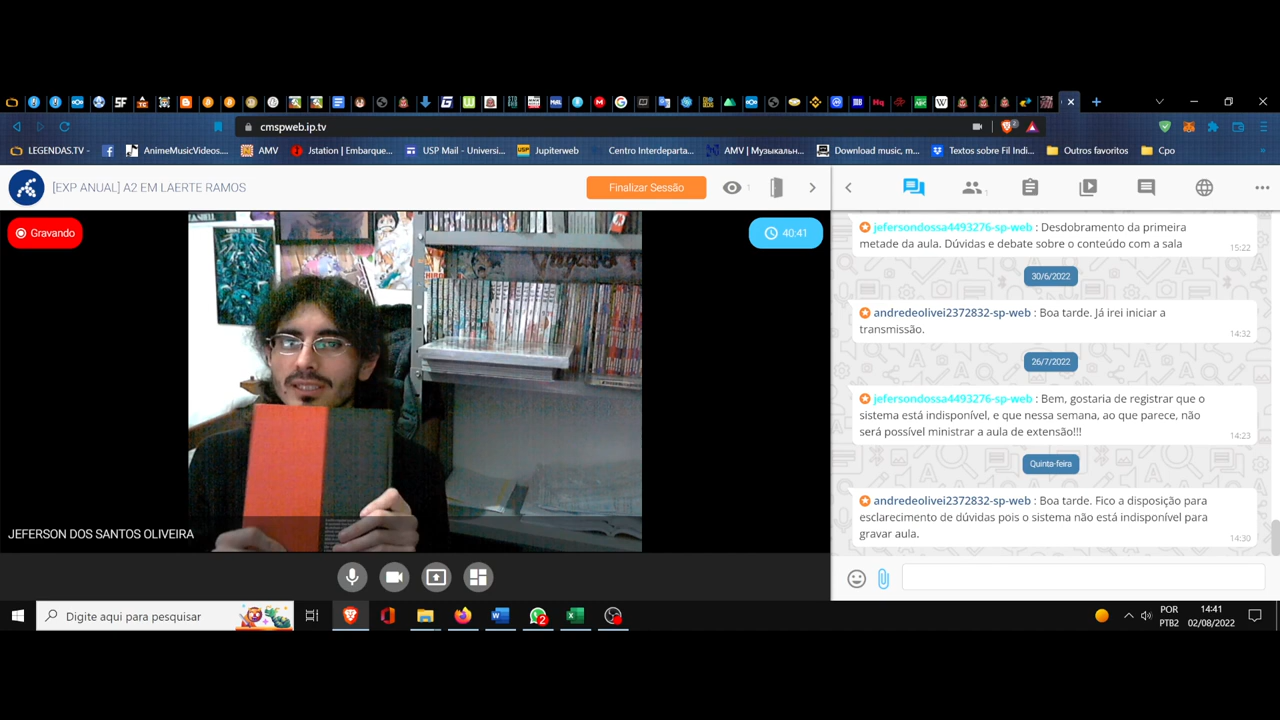 cmspweb.ip.tv
2
LEGENDAS.TV -
AnimeMusicVideos...
AMV
Jstation | Embarque...
USP Mail - Universi...
Jupiterweb
Centro Interdeparta...
AMV | Музыкальн...
Download music, m...
Textos sobre Fil Indi...
Outros favoritos
Cpo
[EXP ANUAL] A2 EM LAERTE RAMOS
Finalizar Sessão
1
1
Gravando
40:41
JEFERSON DOS SANTOS OLIVEIRA
jefersondossa4493276-sp-web : Desdobramento da primeira
metade da aula. Dúvidas e debate sobre o conteúdo com a sala
15:22
30/6/2022
andredeolivei2372832-sp-web : Boa tarde. Já irei iniciar a
transmissão.
14:32
26/7/2022
jefersondossa4493276-sp-web : Bem, gostaria de registrar que o
sistema está indisponível, e que nessa semana, ao que parece, não
será possível ministrar a aula de extensão!!!
14:23
Quinta-feira
andredeolivei2372832-sp-web : Boa tarde. Fico a disposição para
esclarecimento de dúvidas pois o sistema não está indisponível para
gravar aula.
14:30
Digite aqui para pesquisar
2
POR
PTB2
14:41
02/08/2022